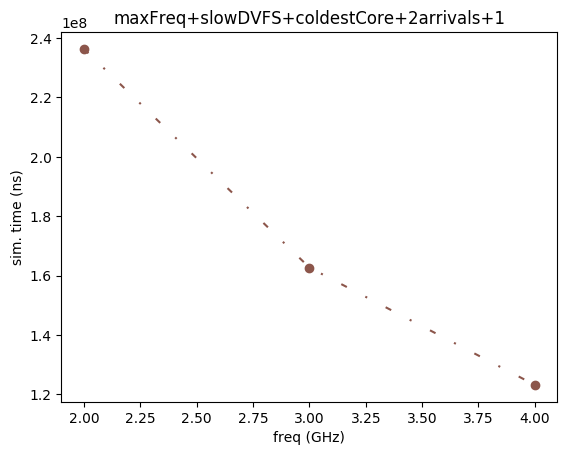 maxFreq+slowDVFS+coldestCore+2arrivals+1
1e8
2.4
2.2
2.0
1.8
1.6
1.4
1.2
sim. time (ns)
2.00 2.25 2.50 2.75 3.00 3.25 3.50 3.75 4.00
freq (GHz)